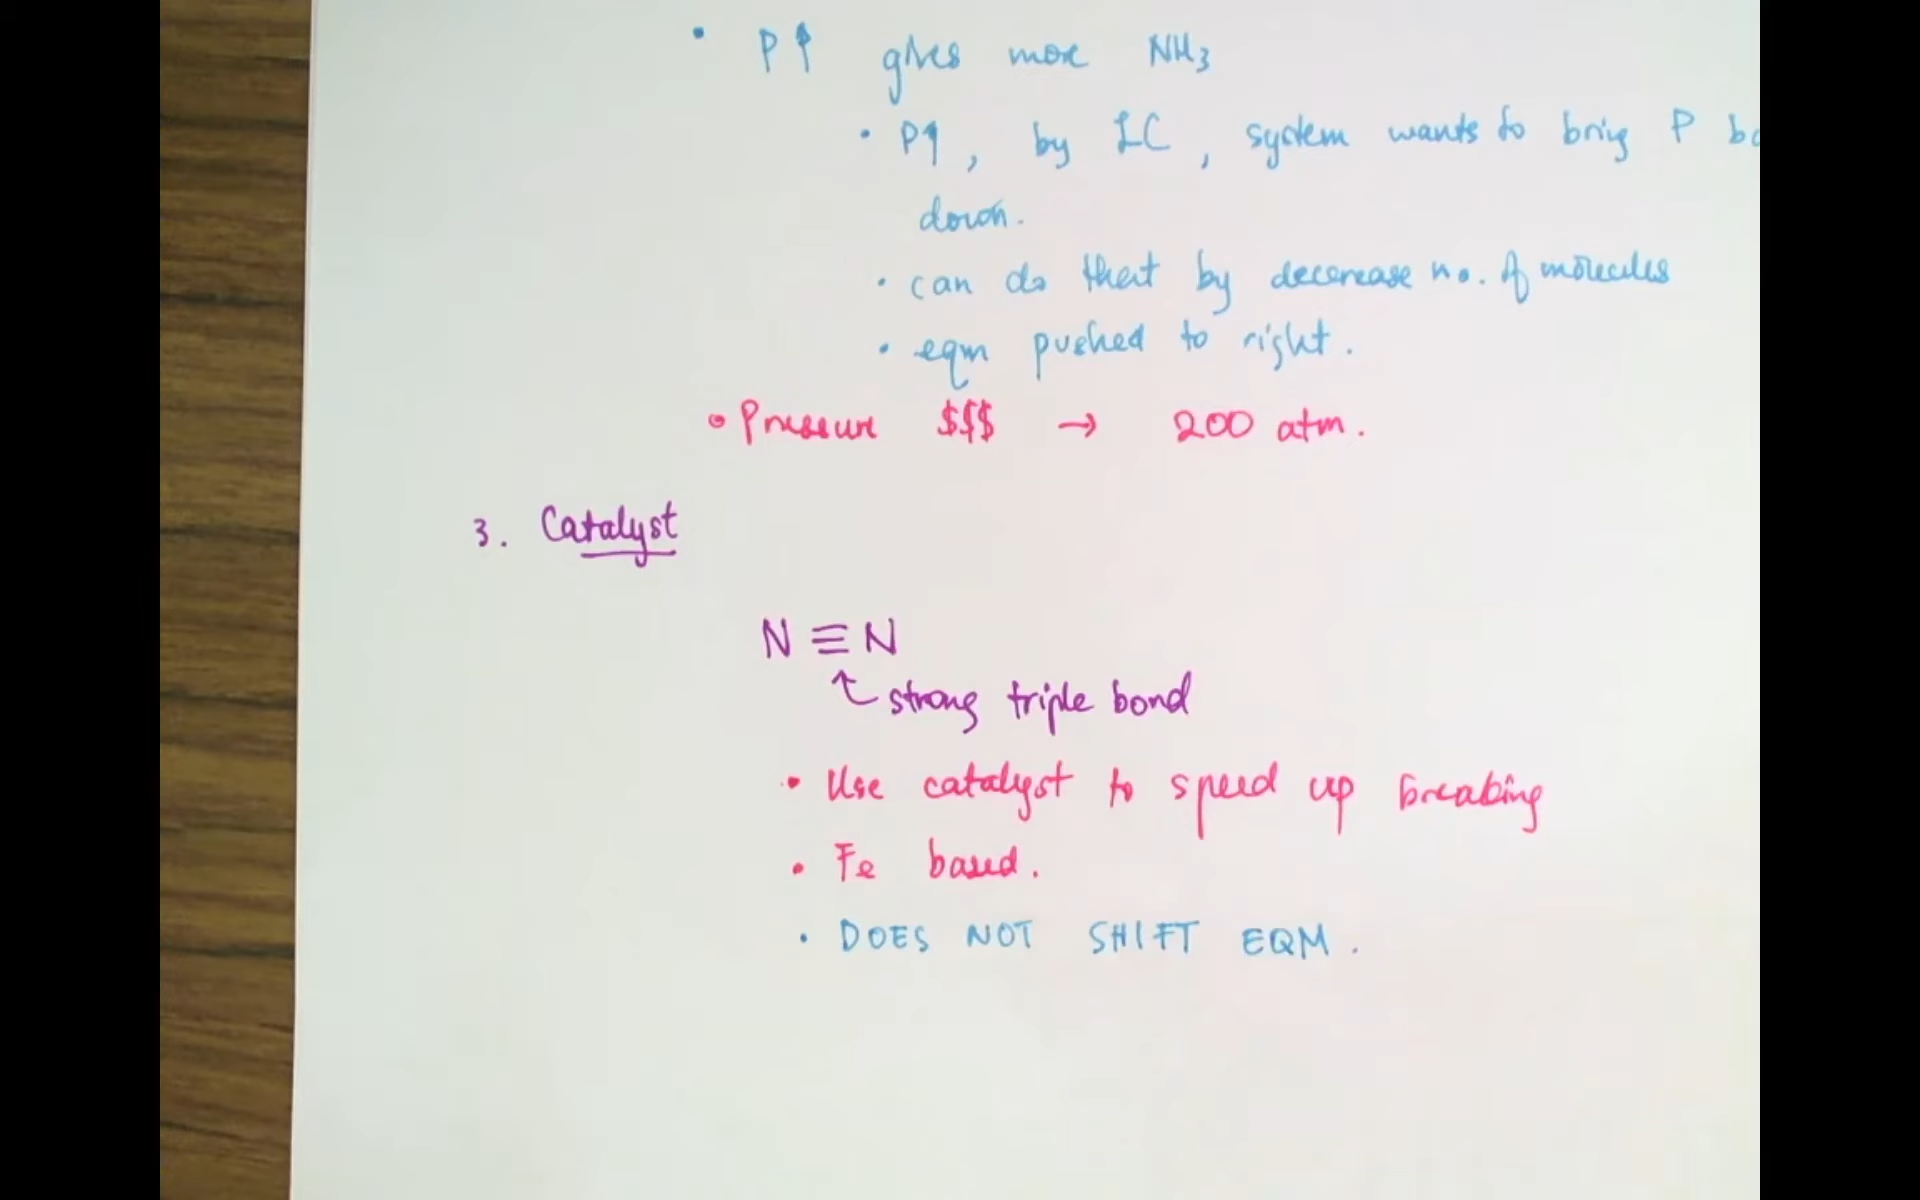 • P↑ gives more NH₃
• P↑, by LC, system wants to bring P
down.
• can do that by decrease no. of molecules
• eqm pushed to right.
• Pressure $$$ → 200 atm.
3. Catalyst
N≡N
↑ strong triple bond
• Use catalyst to speed up breaking
• Fe based.
• DOES NOT SHIFT EQM.